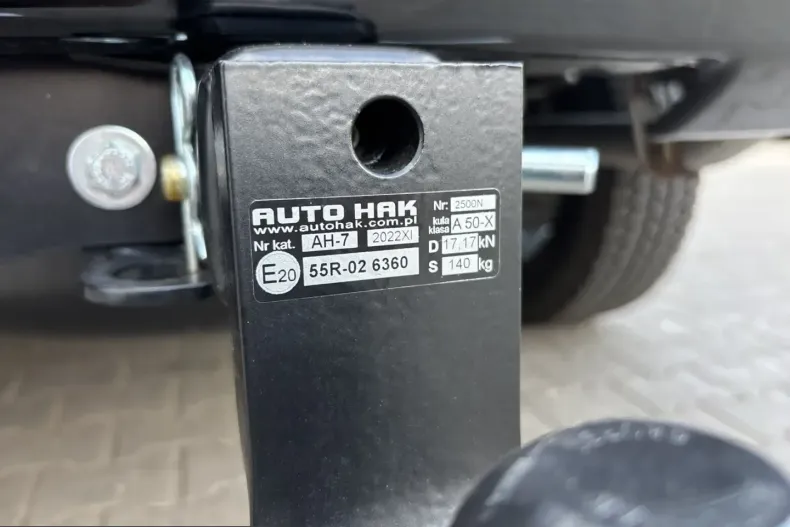 AUTO HAK
www.autohak.com.pl
Nr kat. AH-7 2022XI
E20 55R-02 6360
Nr: 2500N
kula klasa A 50-X
D 17,17 kN
S 140 kg